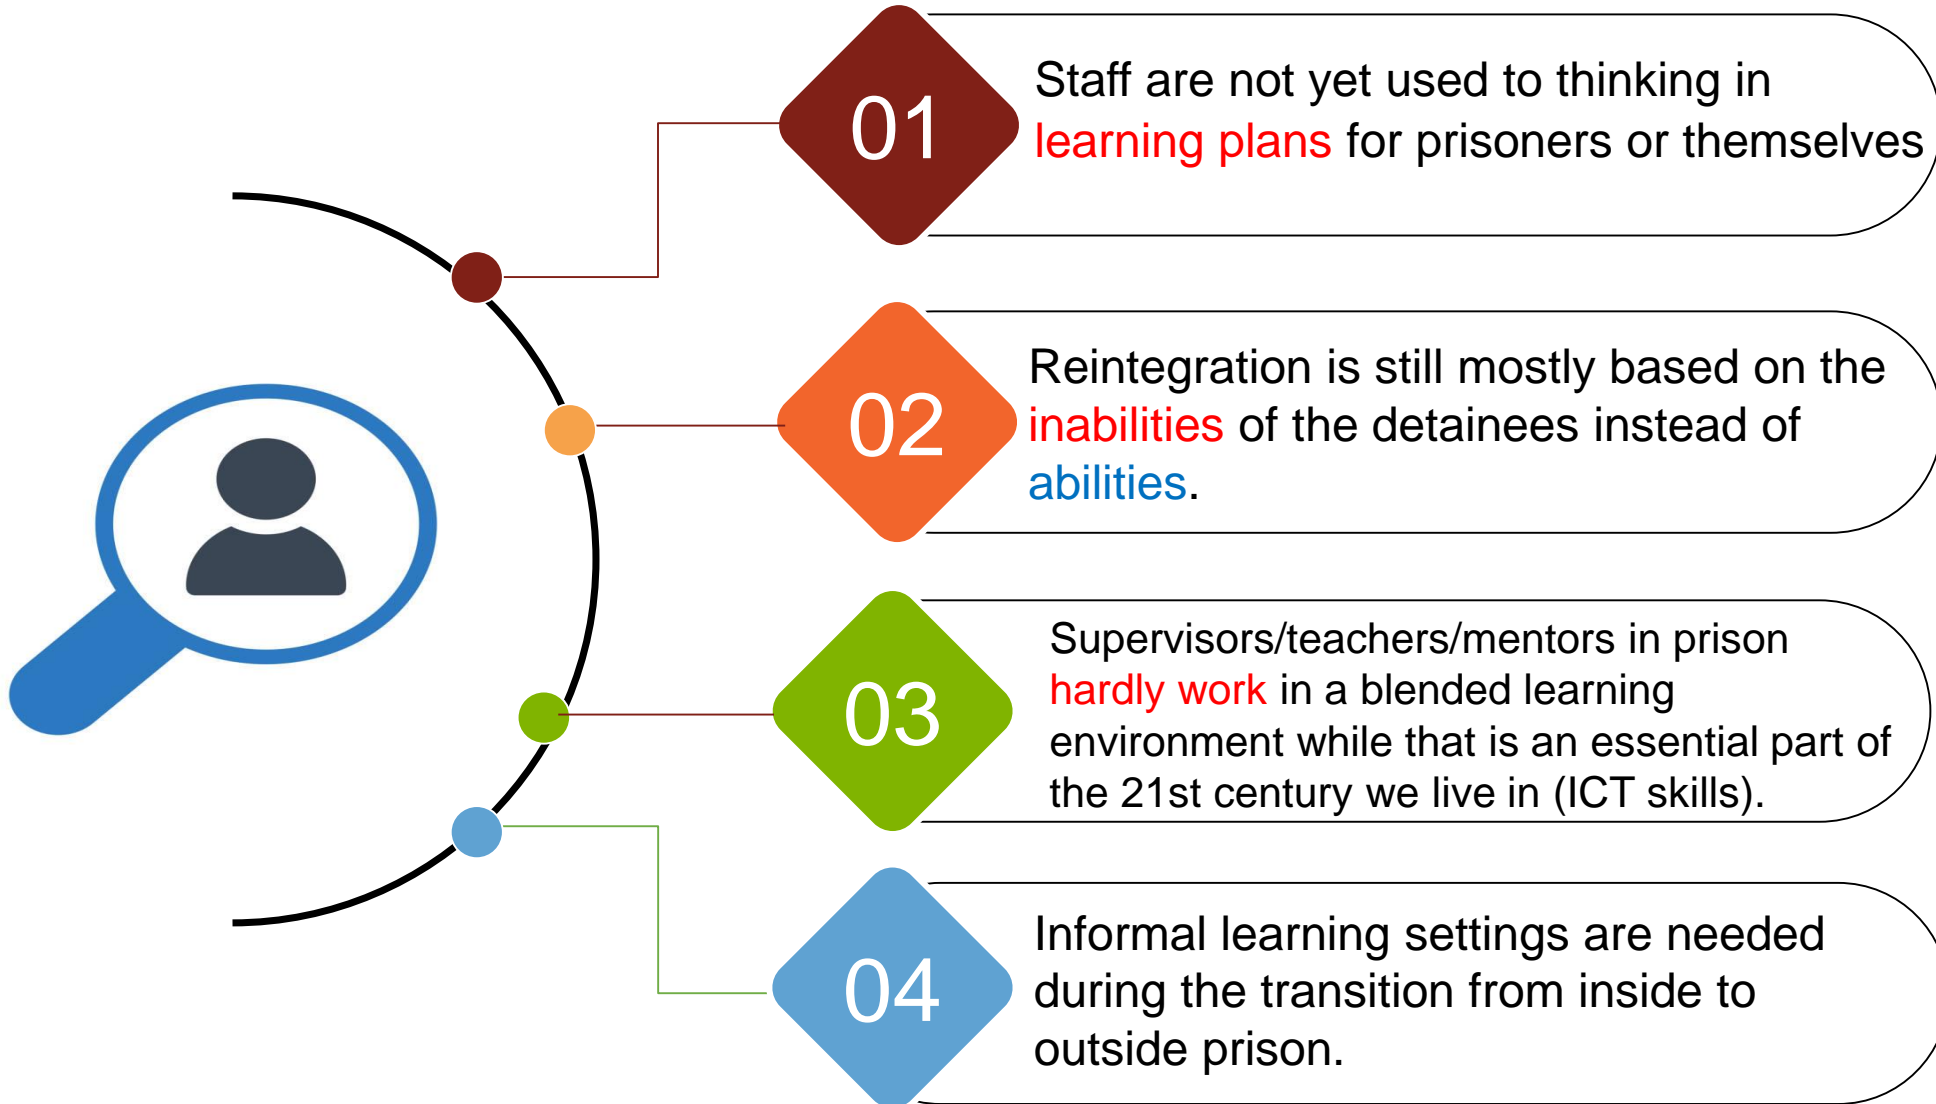 01
Staff are not yet used to thinking in
learning plans for prisoners or themselves
02
Reintegration is still mostly based on the
inabilities of the detainees instead of
abilities.
03
Supervisors/teachers/mentors in prison
hardly work in a blended learning
environment while that is an essential part of
the 21st century we live in (ICT skills).
04
Informal learning settings are needed
during the transition from inside to
outside prison.